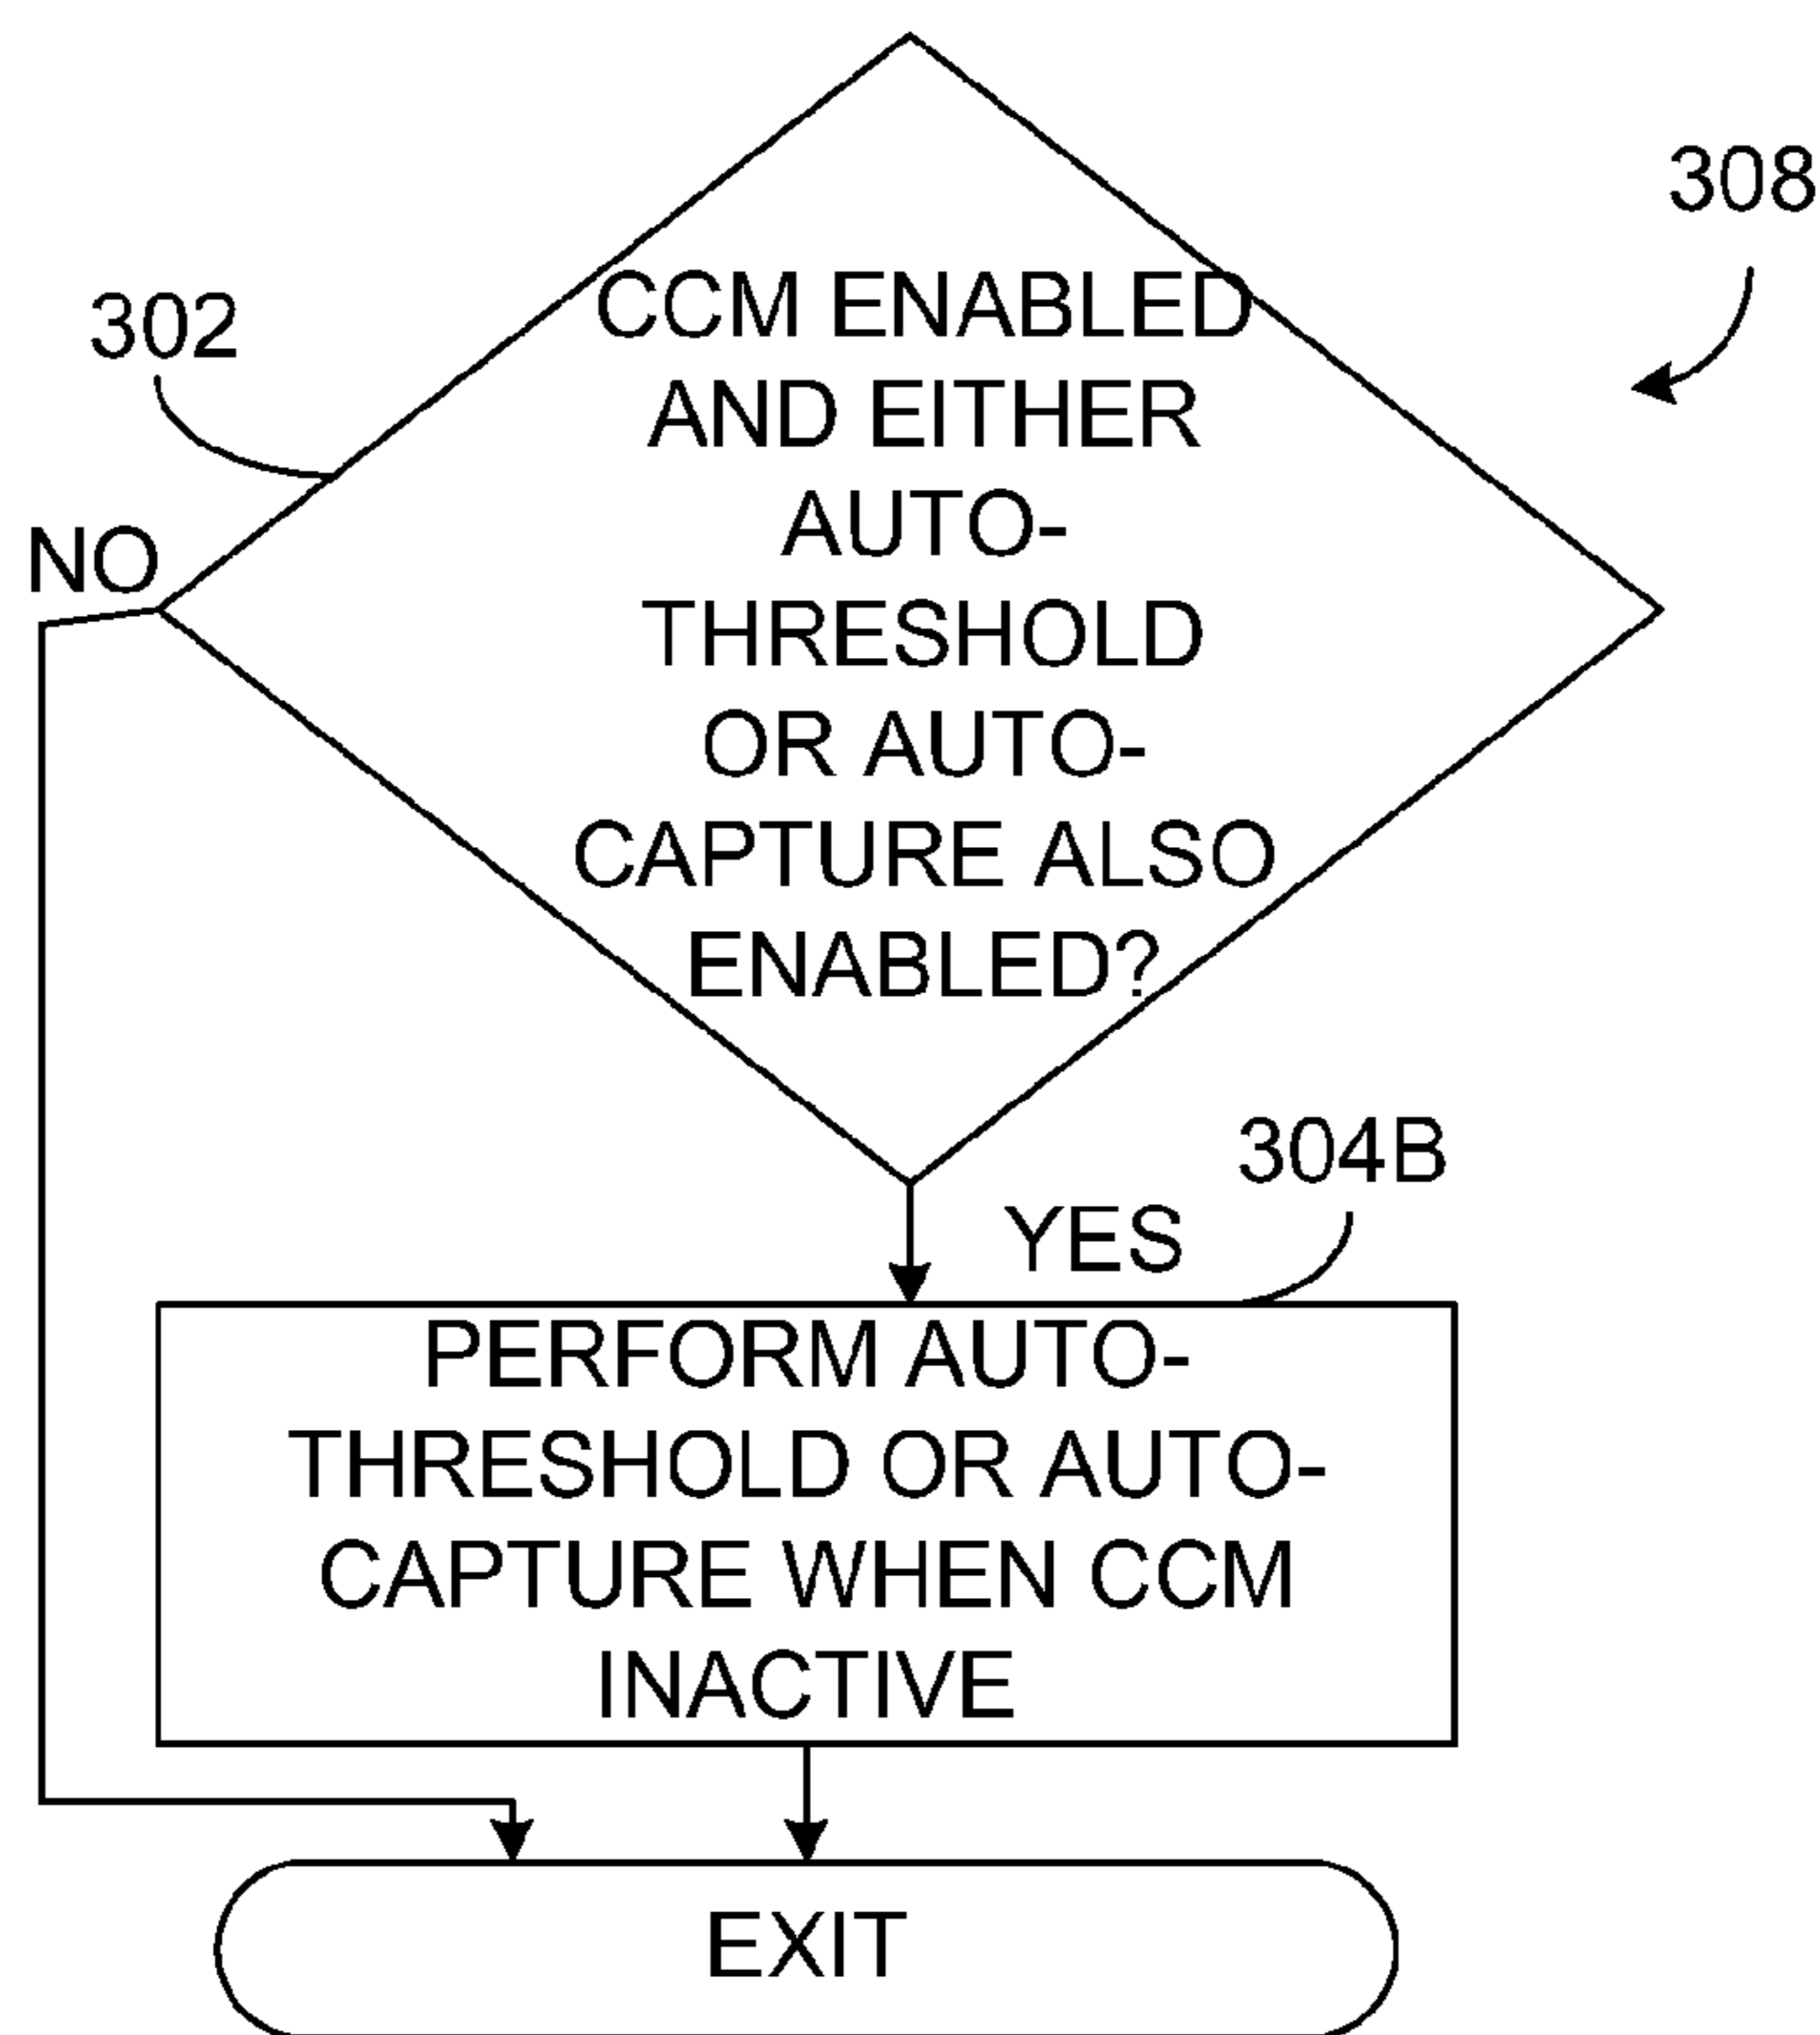 308
302
CCM ENABLED
AND EITHER
AUTO-
THRESHOLD
OR AUTO-
CAPTURE ALSO
ENABLED?
NO
304B
YES
PERFORM AUTO-
THRESHOLD OR AUTO-
CAPTURE WHEN CCM
INACTIVE
EXIT